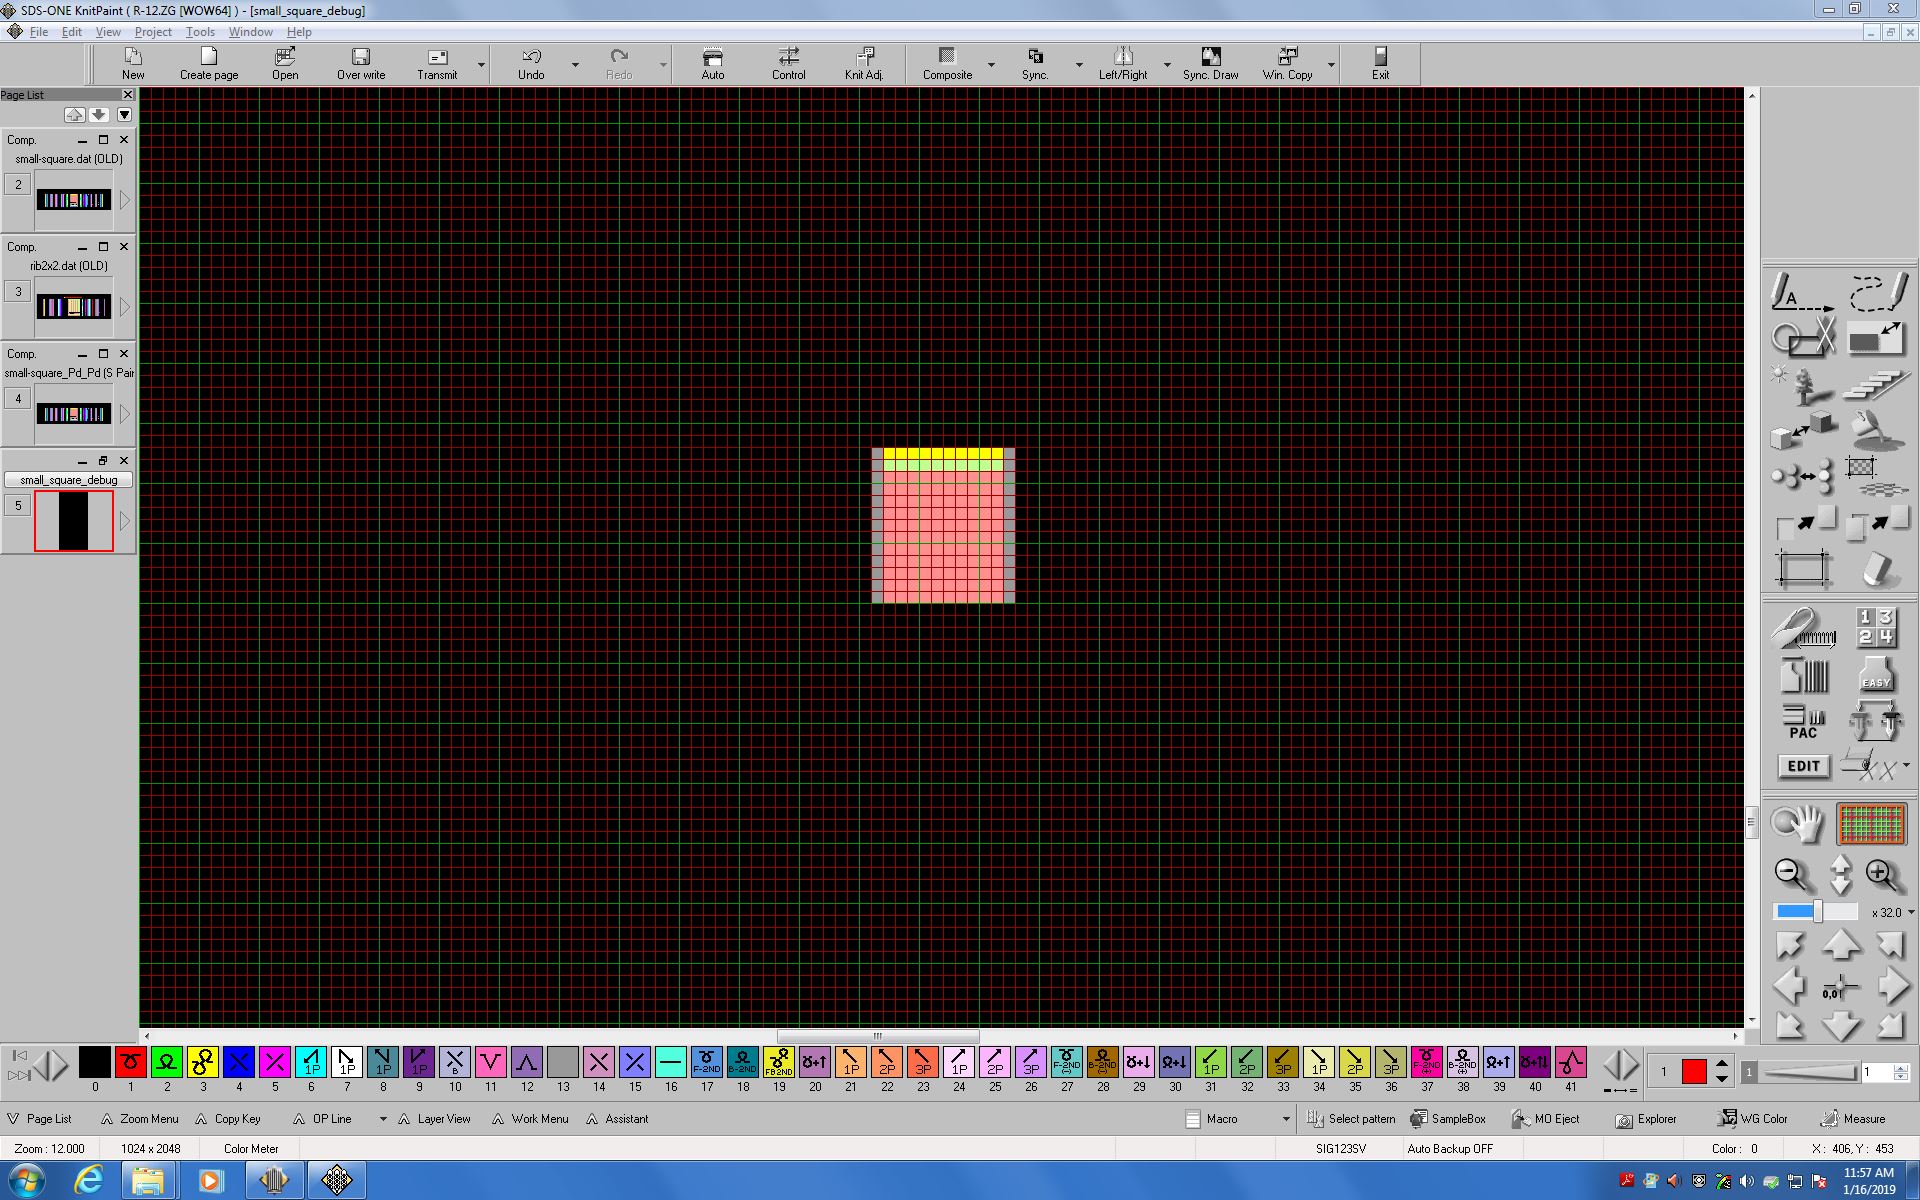 SDS-ONE KnitPaint ( R-12.ZG [WOW64] ) - [small_square_debug]
File Edit View Project Tools Window Help
New Create page Open Over write Transmit Undo Redo Auto Control Knit Adj. Composite Sync. Left/Right Sync. Draw Win. Copy Exit
Page List
Comp.
small-square.dat (OLD)
2
Comp.
rib2x2.dat (OLD)
3
Comp.
small-square_Pd_Pd (S Pair
4
small_square_debug
5
A
1 3
2 4
EASY
PAC
EDIT
x 32.0
0,0
1P 1P 1P 1P B F-2ND B-2ND FB2ND 1P 2P 3P 1P 2P 3P F-2ND (-) B-2ND (-) 1P 2P 3P 1P 2P 3P F-2ND (+) B-2ND (+)
0 1 2 3 4 5 6 7 8 9 10 11 12 13 14 15 16 17 18 19 20 21 22 23 24 25 26 27 28 29 30 31 32 33 34 35 36 37 38 39 40 41
1 1 1
Page List Zoom Menu Copy Key OP Line Layer View Work Menu Assistant Macro Select pattern SampleBox MO Eject Explorer WG Color Measure
Zoom : 12.000 1024 x 2048 Color Meter SIG123SV Auto Backup OFF Color : 0 X : 406, Y : 453
11:57 AM
1/16/2019